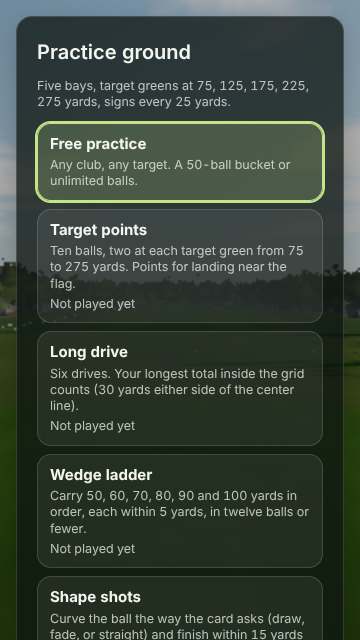 Practice ground
Five bays, target greens at 75, 125, 175, 225,
275 yards, signs every 25 yards.
Free practice
Any club, any target. A 50-ball bucket or
unlimited balls.
Target points
Ten balls, two at each target green from 75
to 275 yards. Points for landing near the
flag.
Not played yet
Long drive
Six drives. Your longest total inside the grid
counts (30 yards either side of the center
line).
Not played yet
Wedge ladder
Carry 50, 60, 70, 80, 90 and 100 yards in
order, each within 5 yards, in twelve balls or
fewer.
Not played yet
Shape shots
Curve the ball the way the card asks (draw,
fade, or straight) and finish within 15 yards